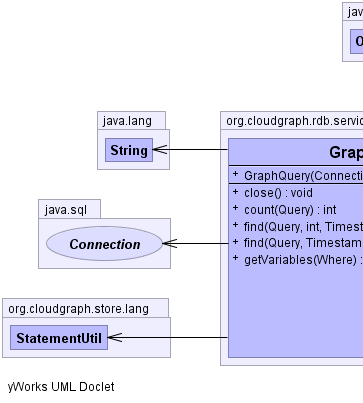 java
O
java.lang
String
org.cloudgraph.rdb.servic
Grap
+ GraphQuery(Connecti
+ close() : void
+ count(Query) : int
+ find(Query, int, Timest
+ find(Query, Timestam
+ getVariables(Where) :
java.sql
Connection
org.cloudgraph.store.lang
StatementUtil
yWorks UML Doclet